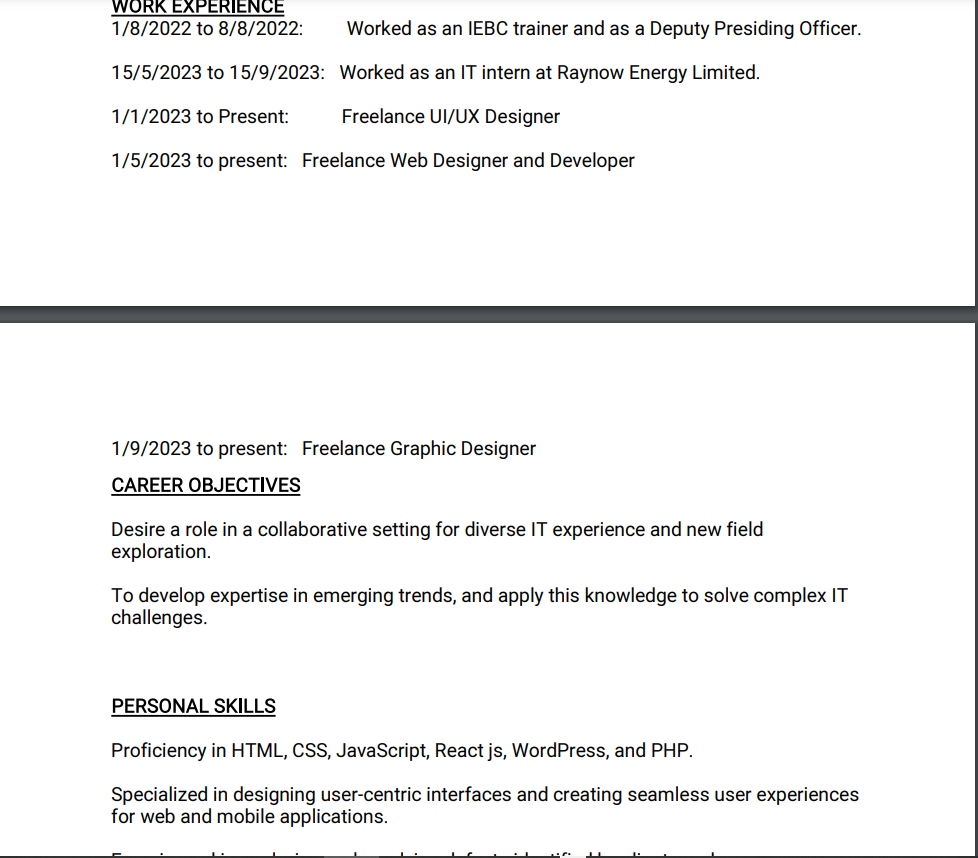 WORK EXPERIENCE
1/8/2022 to 8/8/2022: Worked as an IEBC trainer and as a Deputy Presiding Officer.
15/5/2023 to 15/9/2023: Worked as an IT intern at Raynow Energy Limited.
1/1/2023 to Present: Freelance UI/UX Designer
1/5/2023 to present: Freelance Web Designer and Developer
1/9/2023 to present: Freelance Graphic Designer
CAREER OBJECTIVES
Desire a role in a collaborative setting for diverse IT experience and new field
exploration.
To develop expertise in emerging trends, and apply this knowledge to solve complex IT
challenges.
PERSONAL SKILLS
Proficiency in HTML, CSS, JavaScript, React js, WordPress, and PHP.
Specialized in designing user-centric interfaces and creating seamless user experiences
for web and mobile applications.